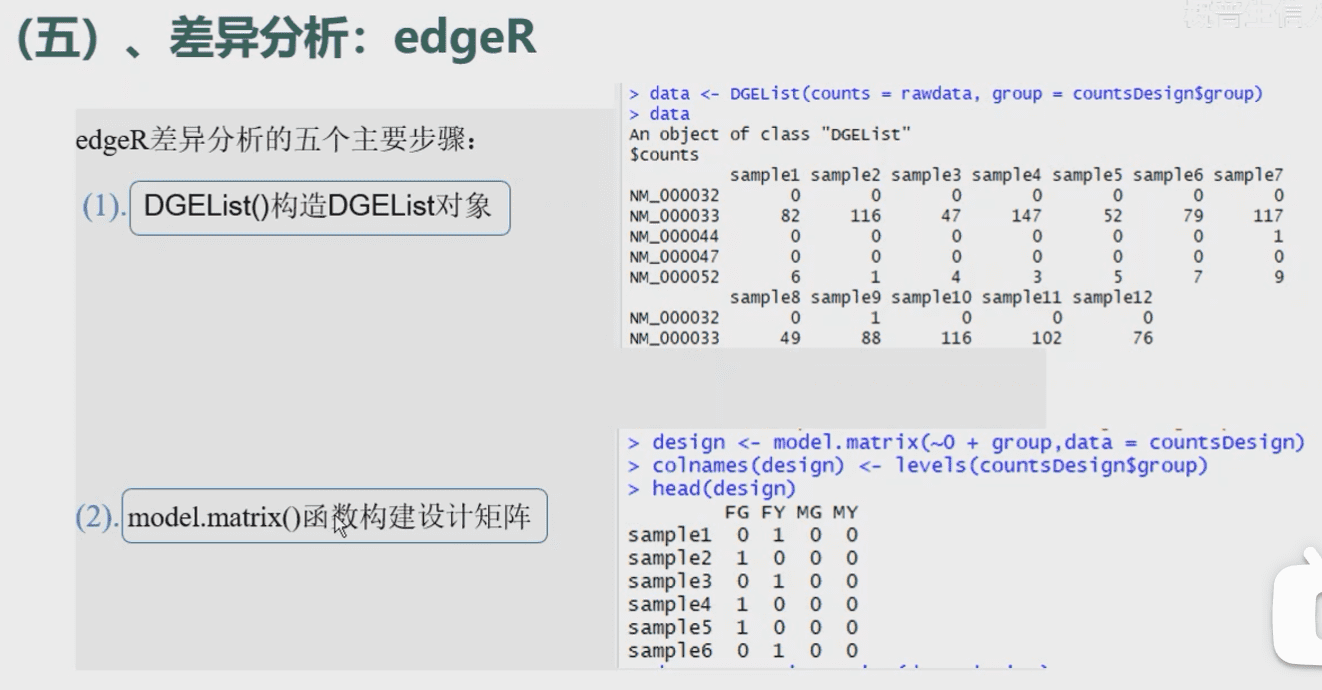 (五)、差异分析：edgeR
edgeR差异分析的五个主要步骤：
(1).
DGEList()构造DGEList对象
> data <- DGEList(counts = rawdata, group = countsDesign$group)
> data
An object of class "DGEList"
$counts
sample1 sample2 sample3 sample4 sample5 sample6 sample7
NM_000032 0 0 0 0 0 0 0
NM_000033 82 116 47 147 52 79 117
NM_000044 0 0 0 0 0 0 1
NM_000047 0 0 0 0 0 0 0
NM_000052 6 1 4 3 5 7 9
sample8 sample9 sample10 sample11 sample12
NM_000032 0 1 0 0 0
NM_000033 49 88 116 102 76
(2).
model.matrix()函数构建设计矩阵
> design <- model.matrix(~0 + group,data = countsDesign)
> colnames(design) <- levels(countsDesign$group)
> head(design)
FG FY MG MY
sample1 0 1 0 0
sample2 1 0 0 0
sample3 0 1 0 0
sample4 1 0 0 0
sample5 1 0 0 0
sample6 0 1 0 0